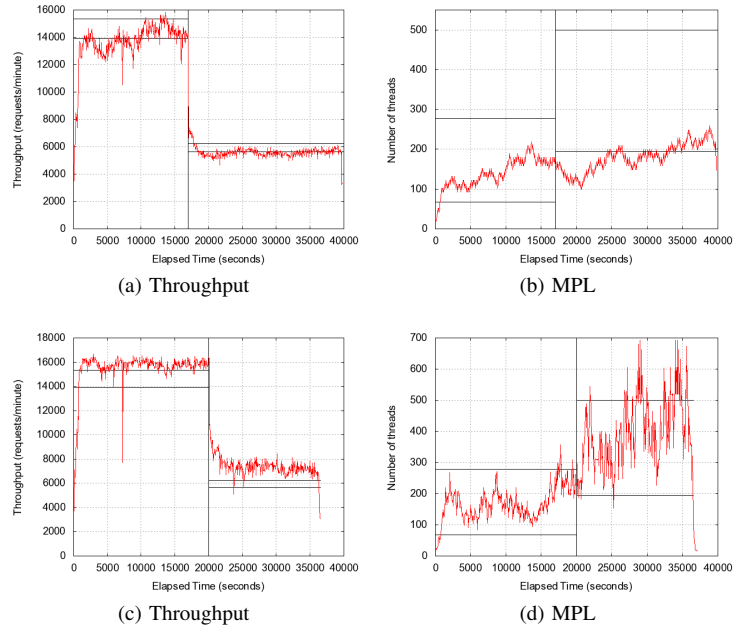 16000
14000
12000
10000
8000
6000
4000
2000
0
Throughput (requests/minute)
0 5000 10000 15000 20000 25000 30000 35000 40000
Elapsed Time (seconds)
(a) Throughput
500
400
300
200
100
0
Number of threads
0 5000 10000 15000 20000 25000 30000 35000 40000
Elapsed Time (seconds)
(b) MPL
18000
16000
14000
12000
10000
8000
6000
4000
2000
0
Throughput (requests/minute)
0 5000 10000 15000 20000 25000 30000 35000 40000
Elapsed Time (seconds)
(c) Throughput
700
600
500
400
300
200
100
0
Number of threads
0 5000 10000 15000 20000 25000 30000 35000 40000
Elapsed Time (seconds)
(d) MPL